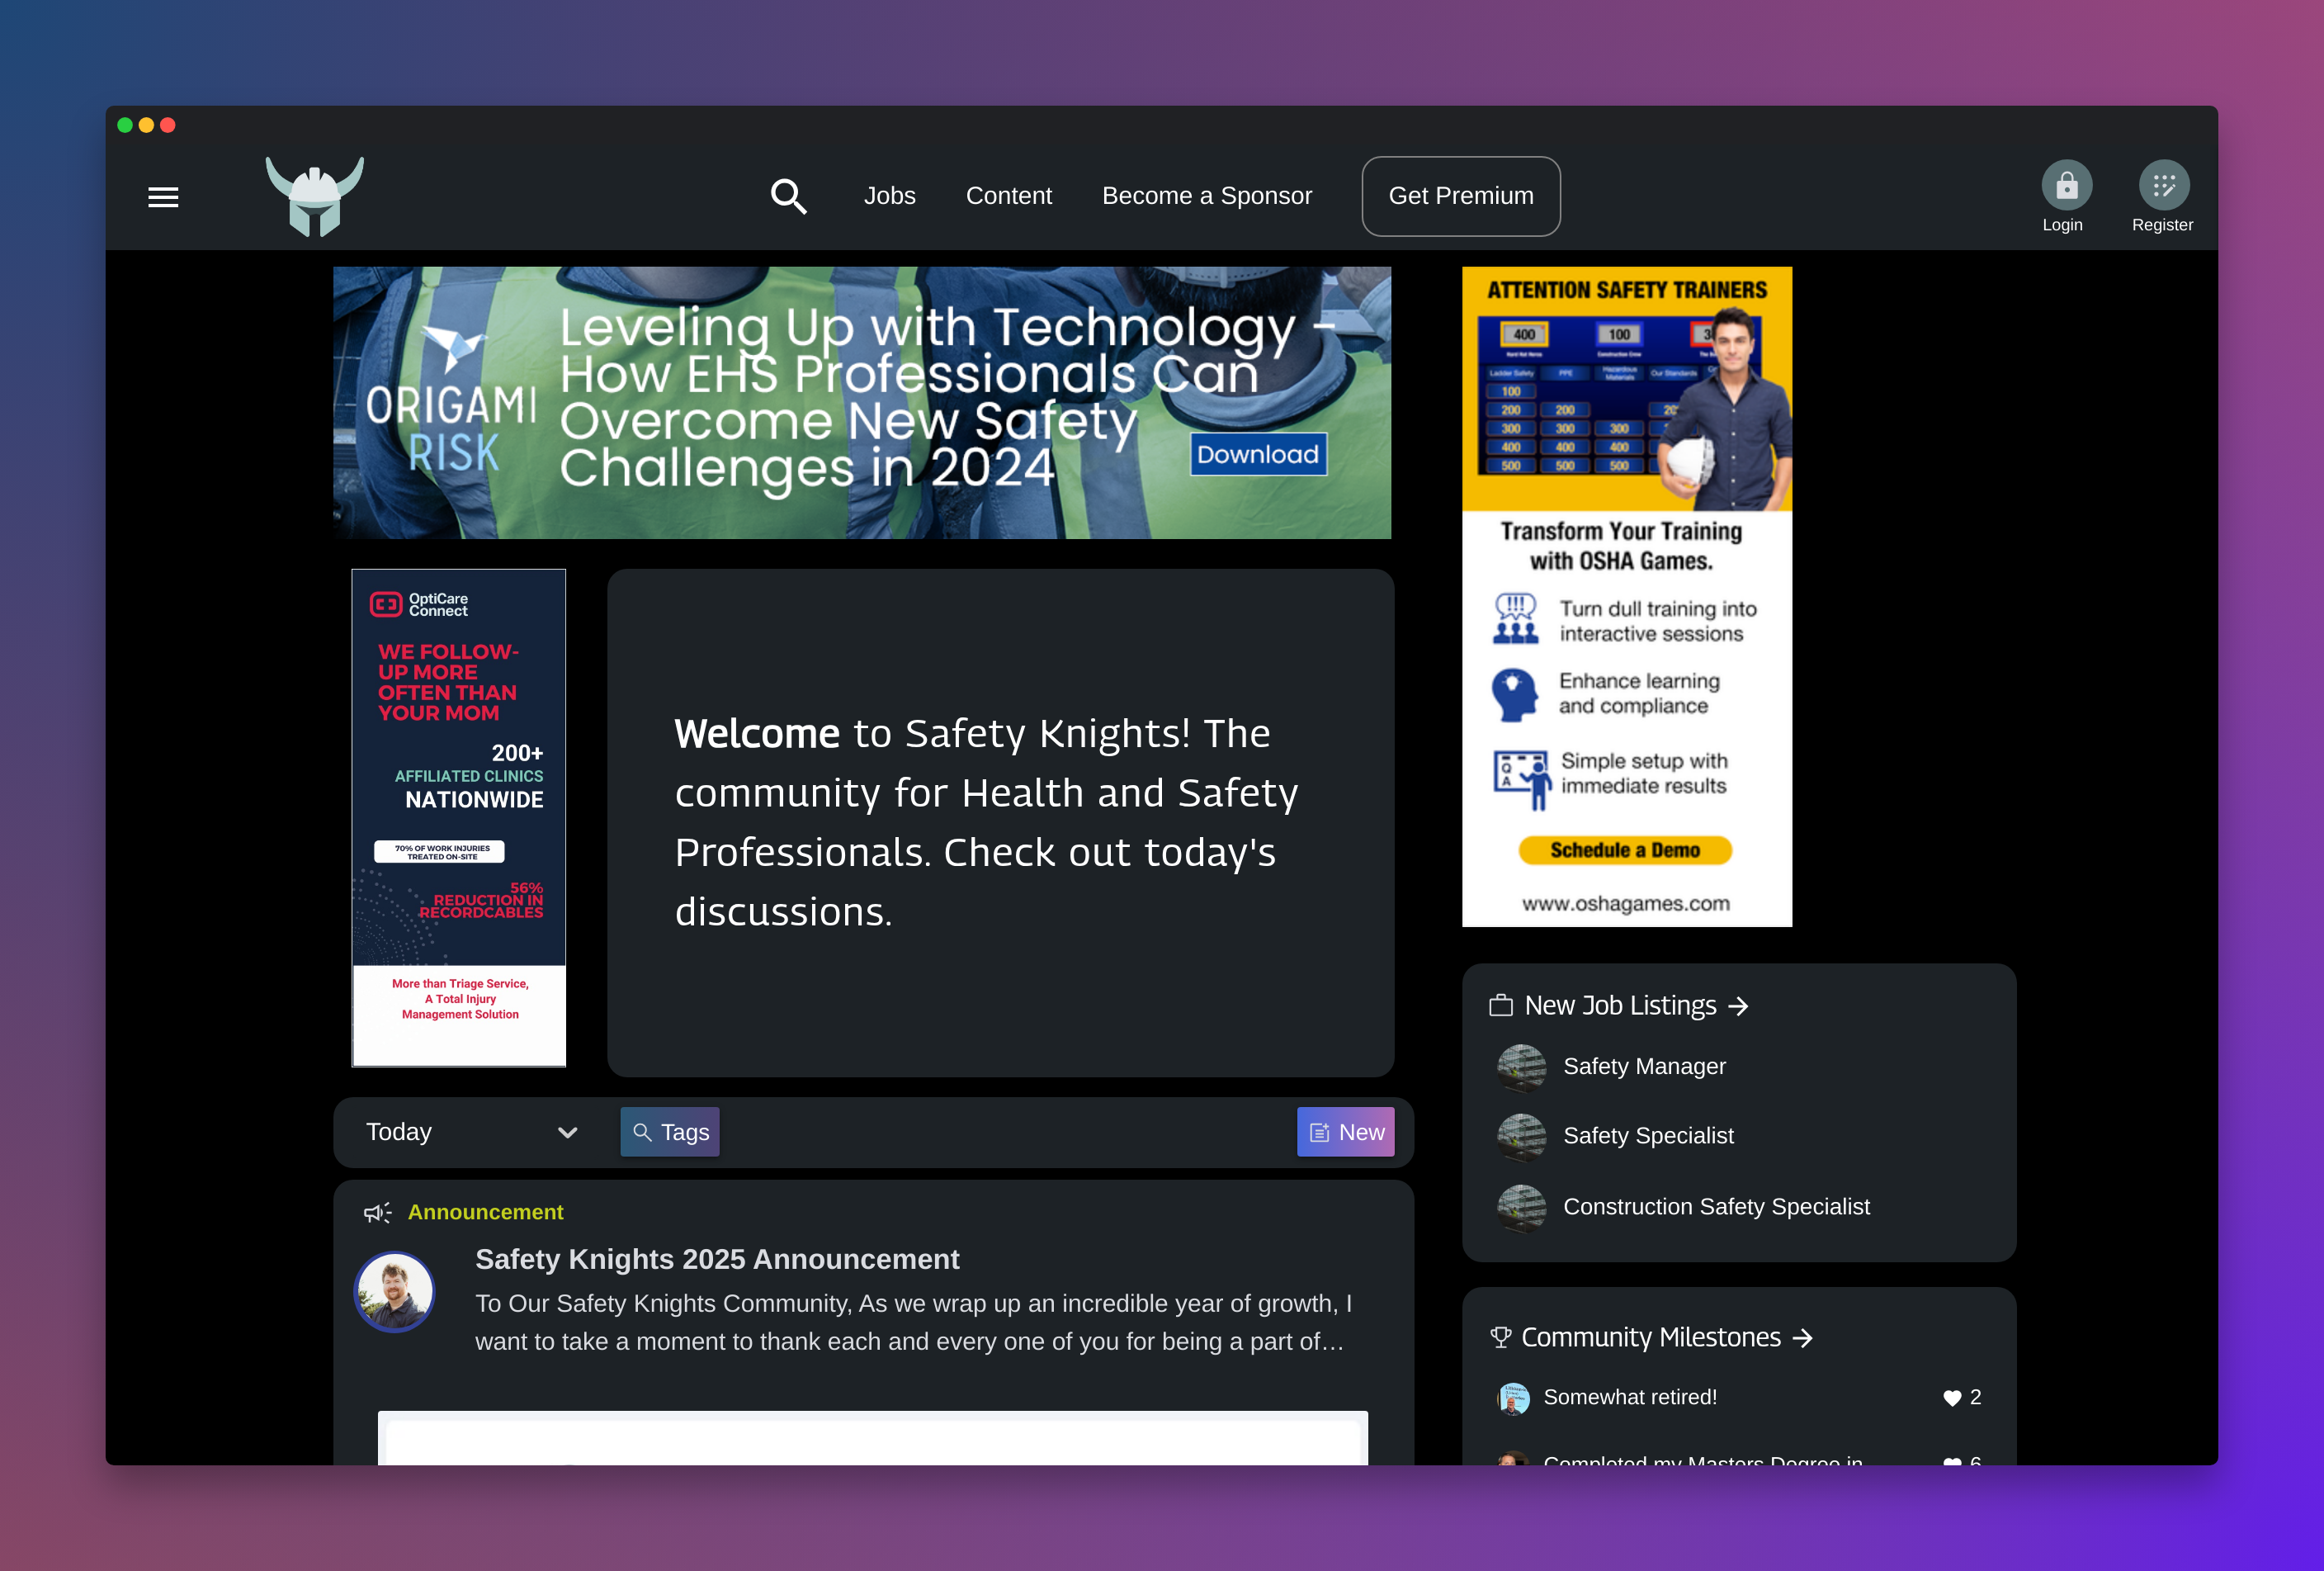 Jobs
Content
Become a Sponsor
Get Premium
Login
Register
ORIGAMI
RISK
Leveling Up with Technology -
How EHS Professionals Can
Overcome New Safety
Challenges in 2024
Download
OptiCare
Connect
WE FOLLOW-
UP MORE
OFTEN THAN
YOUR MOM
200+
AFFILIATED CLINICS
NATIONWIDE
70% OF WORK INJURIES
TREATED ON-SITE
56%
REDUCTION IN
RECORDCABLES
More than Triage Service,
A Total Injury
Management Solution
Welcome to Safety Knights! The
community for Health and Safety
Professionals. Check out today's
discussions.
Today
Tags
New
Announcement
Safety Knights 2025 Announcement
To Our Safety Knights Community, As we wrap up an incredible year of growth, I
want to take a moment to thank each and every one of you for being a part of…
ATTENTION SAFETY TRAINERS
400 100
Ladder Safety PPE Hazardous Materials Our Standards
100
200 200
300 300 300
400 400 400
500 500 500
Transform Your Training
with OSHA Games.
Turn dull training into
interactive sessions
Enhance learning
and compliance
Q
A
Simple setup with
immediate results
Schedule a Demo
www.oshagames.com
New Job Listings
Safety Manager
Safety Specialist
Construction Safety Specialist
Community Milestones
Somewhat retired! 2
Completed my Masters Degree in 6